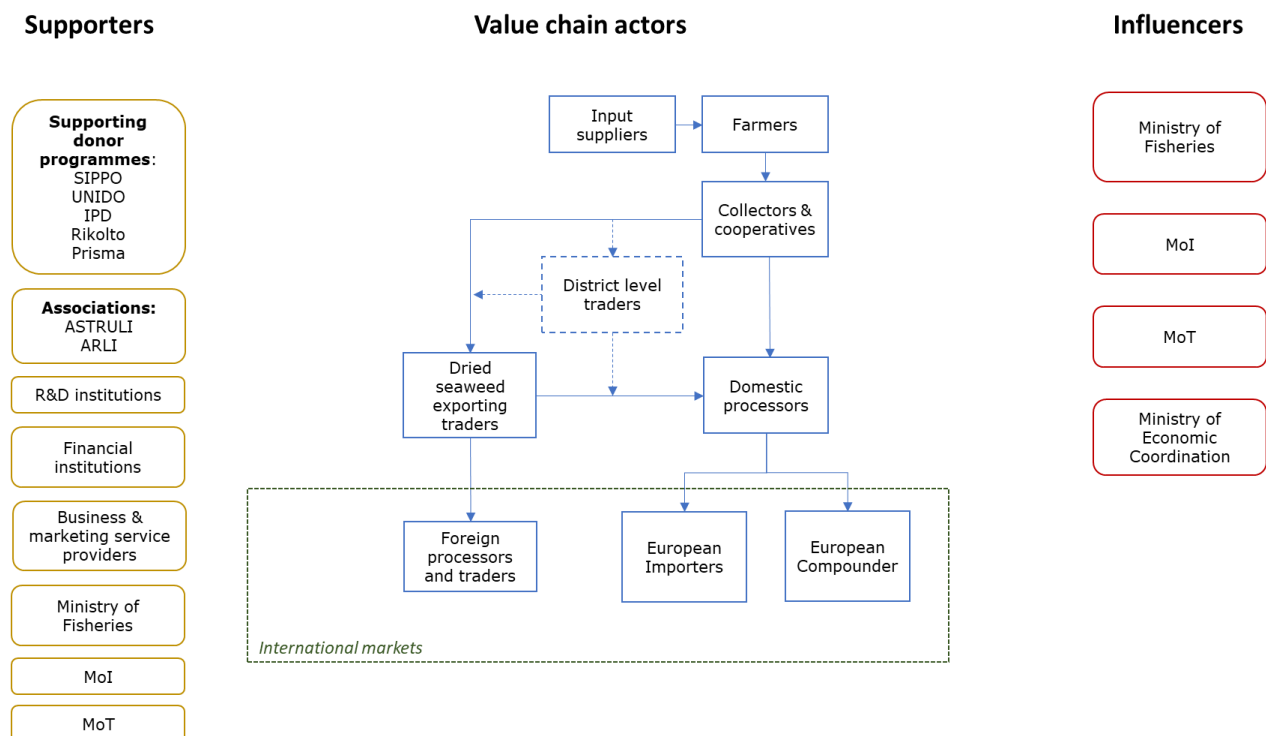 Supporters
Supporting
donor
programmes:
SIPPO
UNIDO
IPD
Rikolto
Prisma
Associations:
ASTRULI
ARLI
R&D institutions
Financial
institutions
Business &
marketing service
providers
Ministry of
Fisheries
MoI
MoT
Value chain actors
Input
suppliers
Farmers
Collectors &
cooperatives
District level
traders
Dried
seaweed
exporting
traders
Domestic
processors
Foreign
processors
and traders
European
Importers
European
Compounder
International markets
Influencers
Ministry of
Fisheries
MoI
MoT
Ministry of
Economic
Coordination